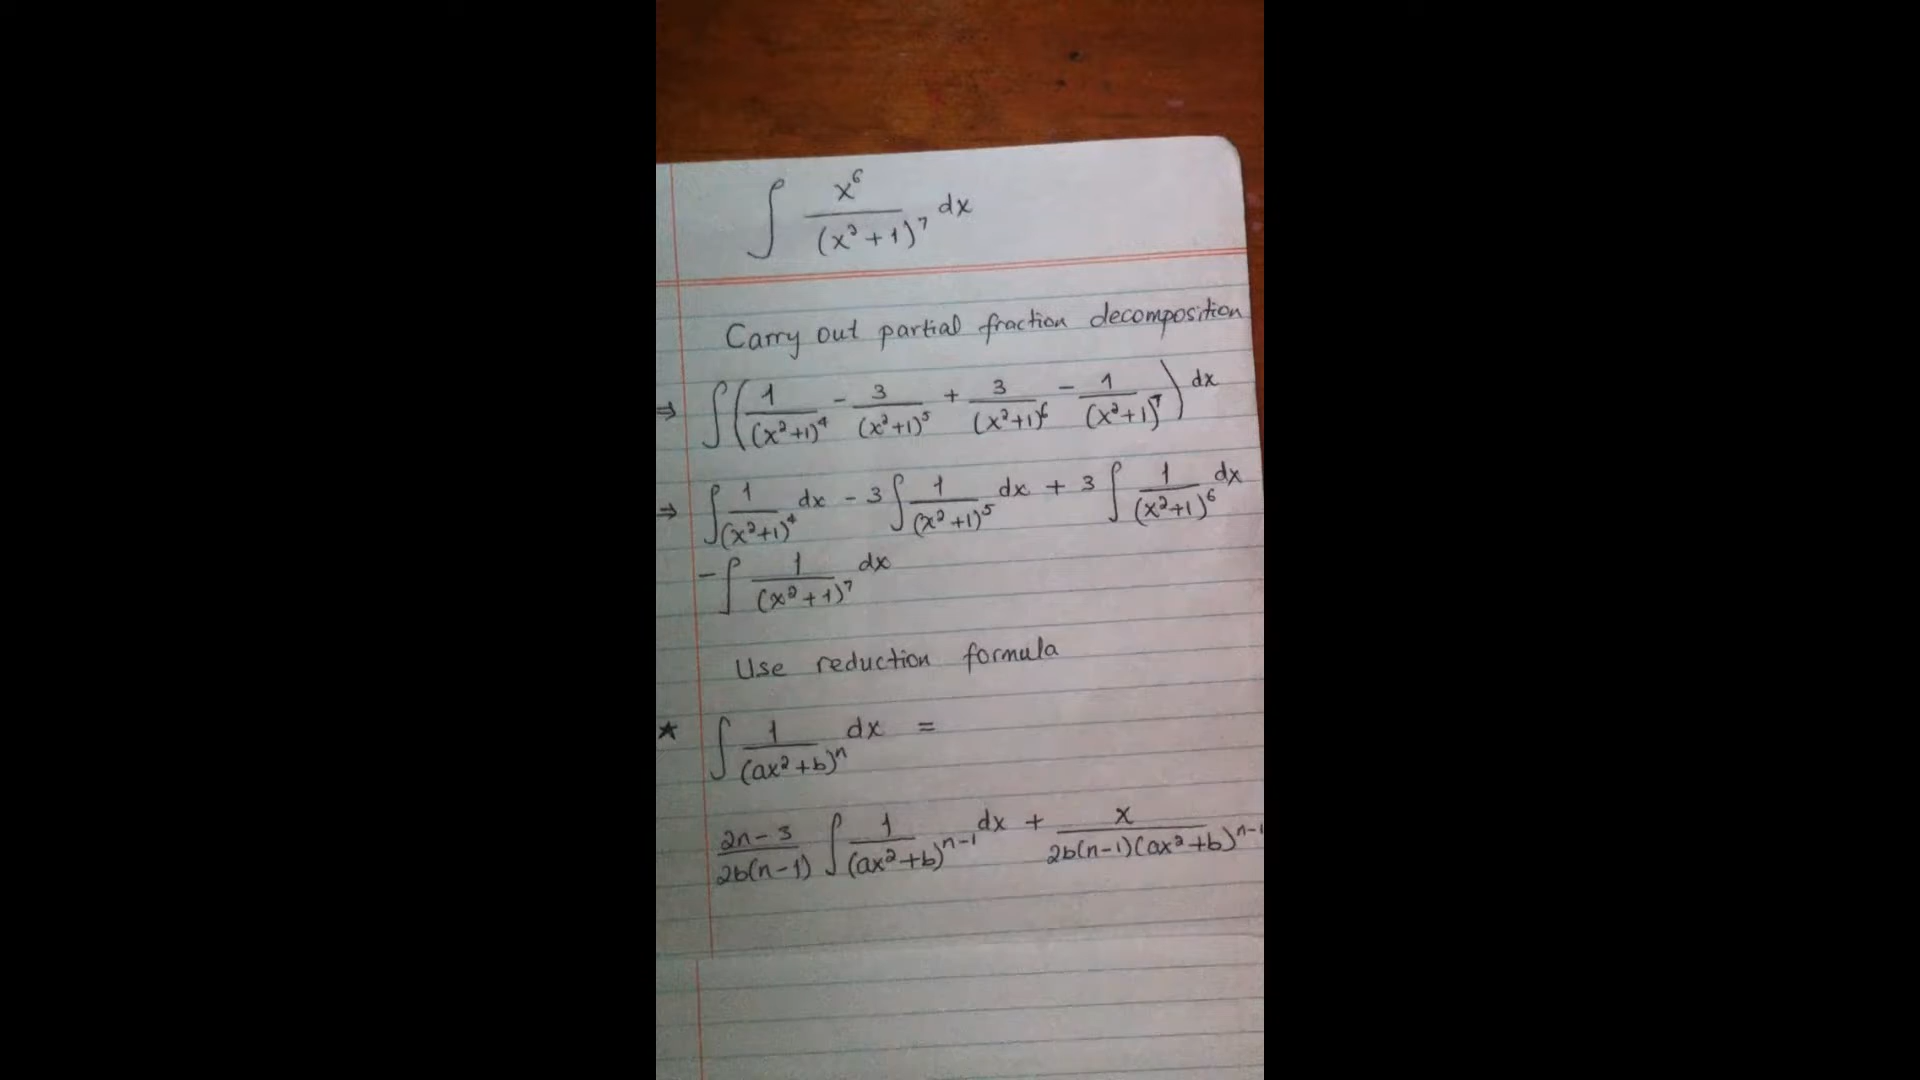 ∫ x⁶/(x²+1)⁷ dx
Carry out partial fraction decomposition
⇒ ∫ (1/(x²+1)⁴ - 3/(x²+1)⁵ + 3/(x²+1)⁶ - 1/(x²+1)⁷) dx
⇒ ∫ 1/(x²+1)⁴ dx - 3 ∫ 1/(x²+1)⁵ dx + 3 ∫ 1/(x²+1)⁶ dx
- ∫ 1/(x²+1)⁷ dx
Use reduction formula
★ ∫ 1/(ax²+b)ⁿ dx =
(2n-3)/(2b(n-1)) ∫ 1/(ax²+b)ⁿ⁻¹ dx + x/(2b(n-1)(ax²+b)ⁿ⁻¹)